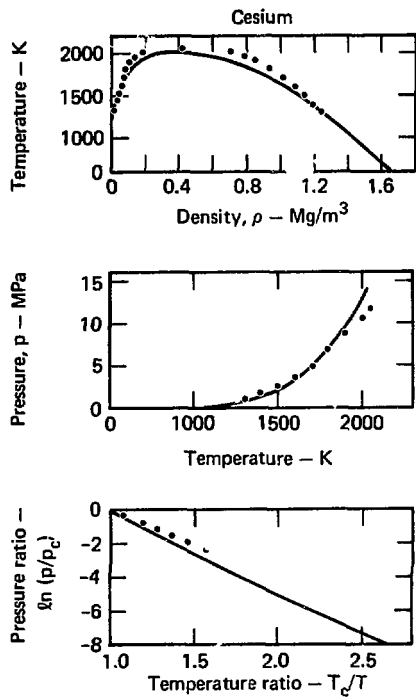 Cesium
Temperature – K
2000
1500
1000
0
0 0.4 0.8 1.2 1.6
Density, ρ – Mg/m³
Pressure, p – MPa
15
10
5
0
0 1000 1500 2000
Temperature – K
Pressure ratio –
ℓn (p/p_c)
0
-2
-4
-6
-8
1.0 1.5 2.0 2.5
Temperature ratio – T_c/T